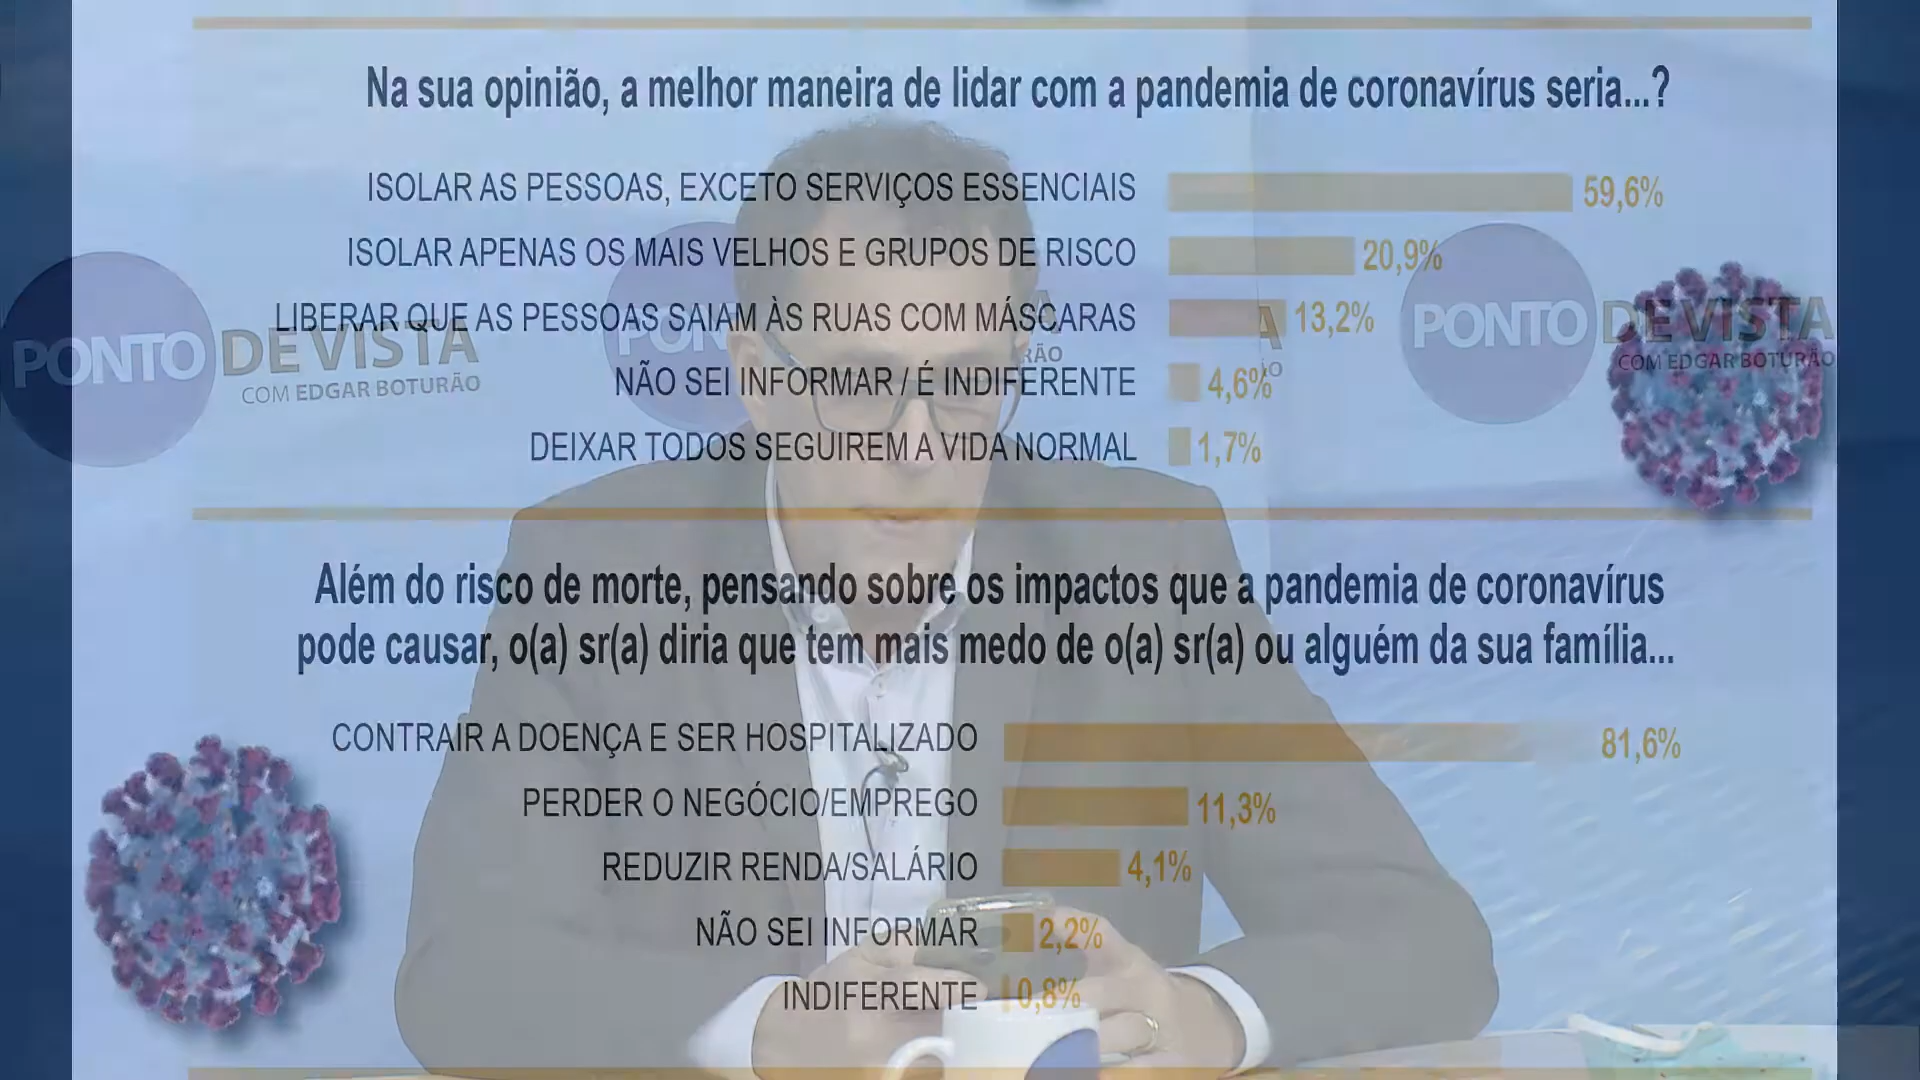 Na sua opinião, a melhor maneira de lidar com a pandemia de coronavírus seria...?
ISOLAR AS PESSOAS, EXCETO SERVIÇOS ESSENCIAIS 59,6%
ISOLAR APENAS OS MAIS VELHOS E GRUPOS DE RISCO 20,9%
LIBERAR QUE AS PESSOAS SAIAM ÀS RUAS COM MÁSCARAS 13,2%
NÃO SEI INFORMAR / É INDIFERENTE 4,6%
DEIXAR TODOS SEGUIREM A VIDA NORMAL 1,7%
PONTO DE VISTA
COM EDGAR BOTURÃO
PONTO DE VISTA
COM EDGAR BOTURÃO
Além do risco de morte, pensando sobre os impactos que a pandemia de coronavírus
pode causar, o(a) sr(a) diria que tem mais medo de o(a) sr(a) ou alguém da sua família...
CONTRAIR A DOENÇA E SER HOSPITALIZADO 81,6%
PERDER O NEGÓCIO/EMPREGO 11,3%
REDUZIR RENDA/SALÁRIO 4,1%
NÃO SEI INFORMAR 2,2%
INDIFERENTE 0,8%